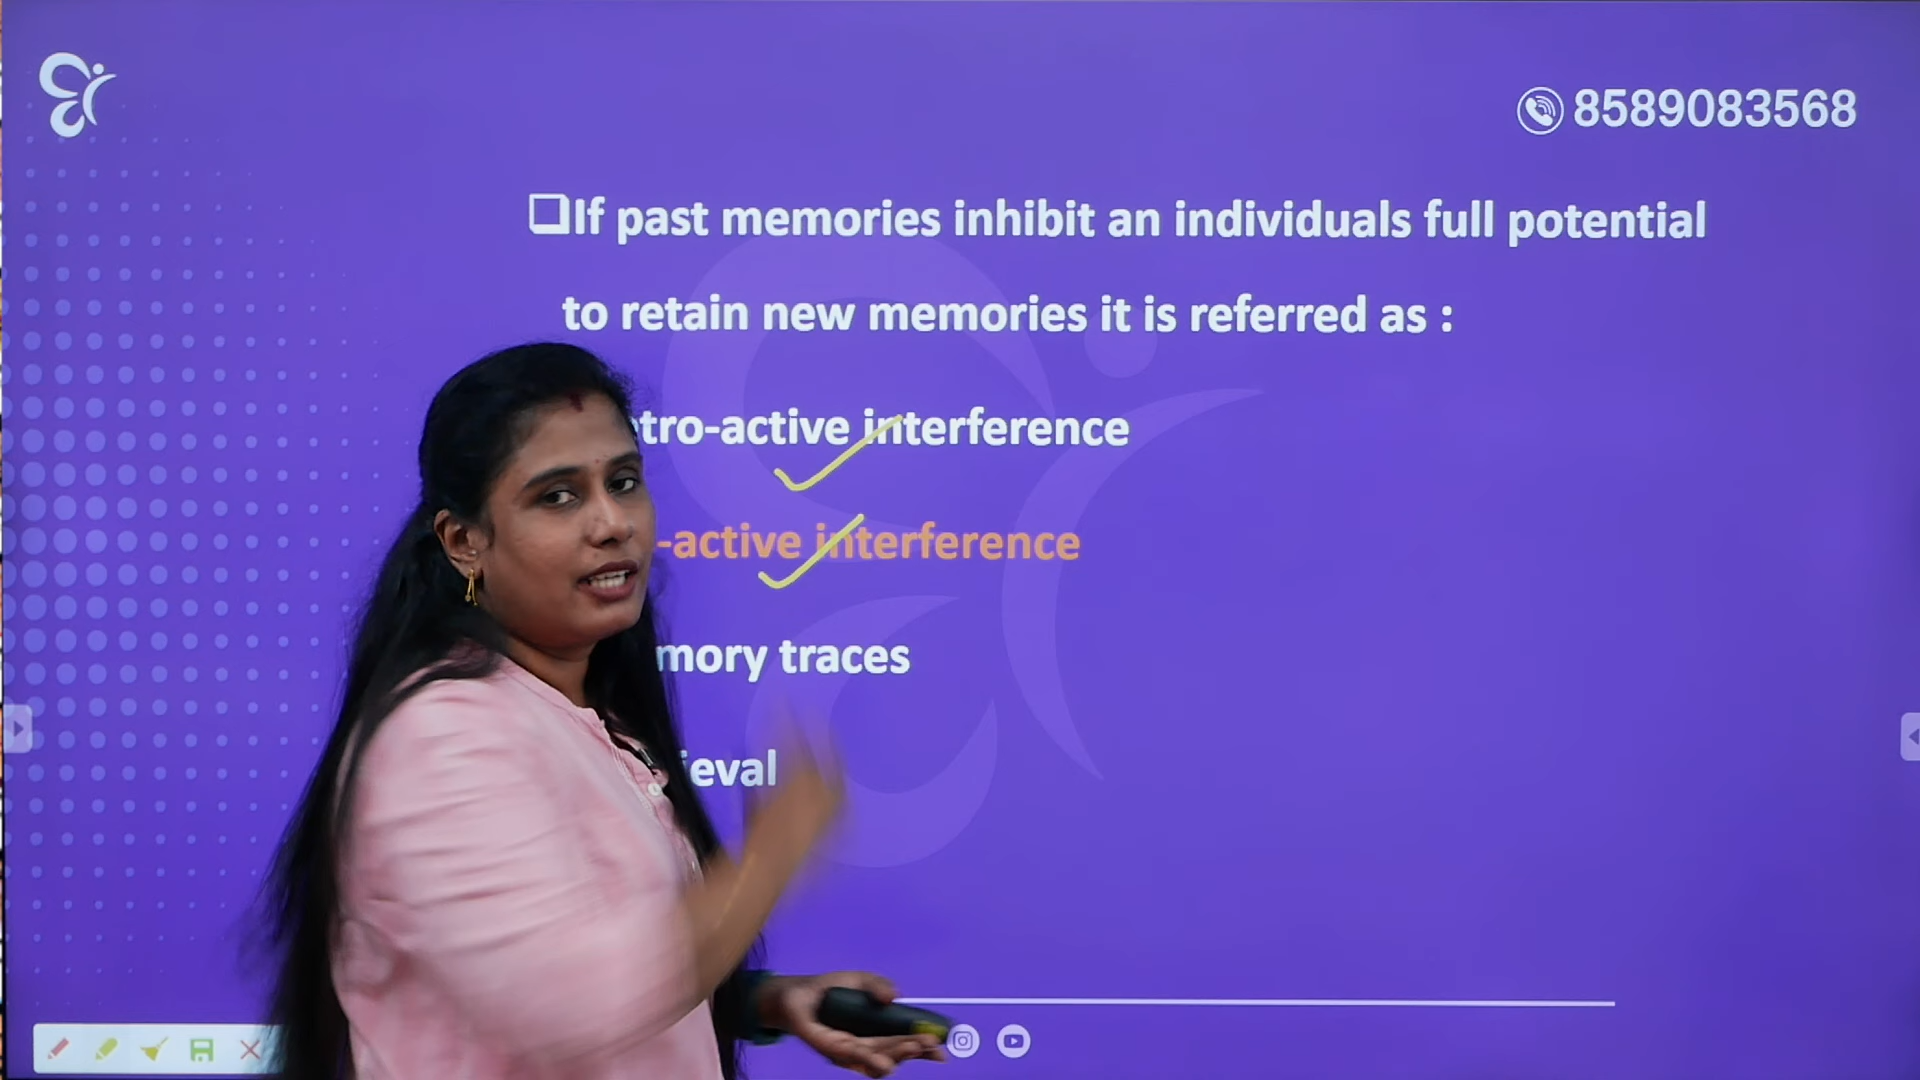 8589083568
If past memories inhibit an individuals full potential
to retain new memories it is referred as :
tro-active interference
-active interference
mory traces
ieval